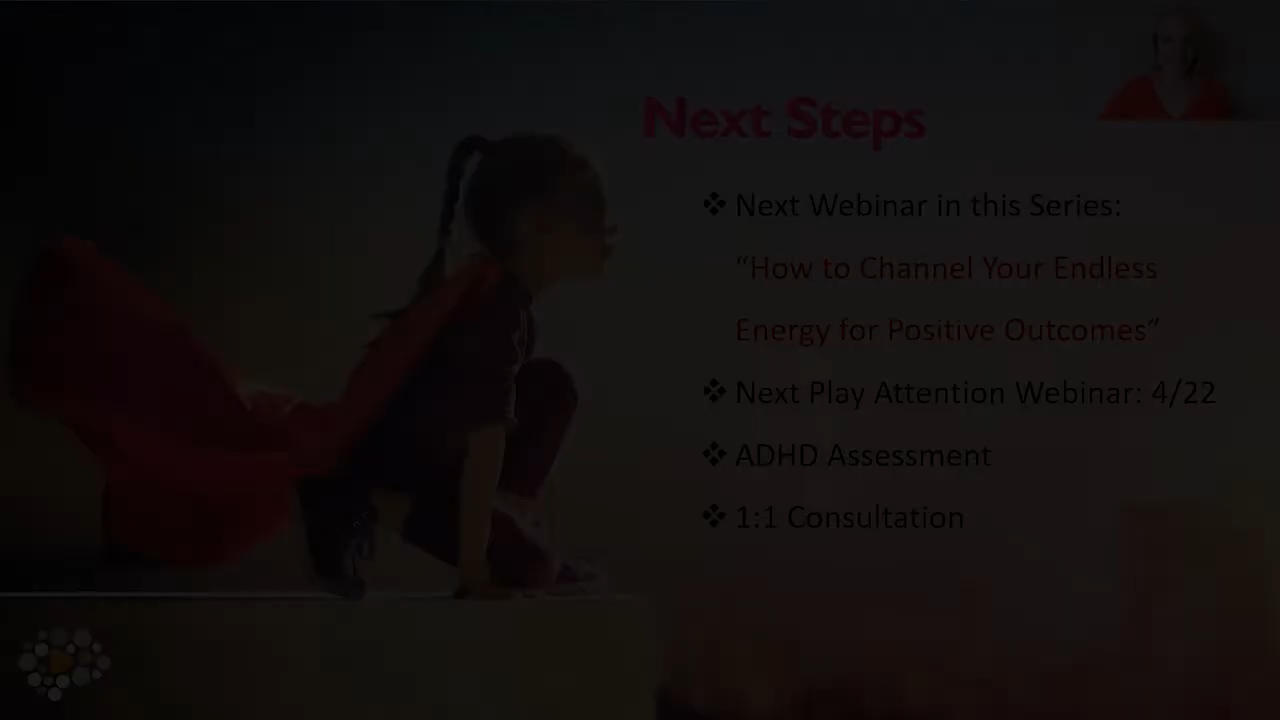 Next Steps
❖ Next Webinar in this Series:
“How to Channel Your Endless
Energy for Positive Outcomes”
❖ Next Play Attention Webinar: 4/22
❖ ADHD Assessment
❖ 1:1 Consultation